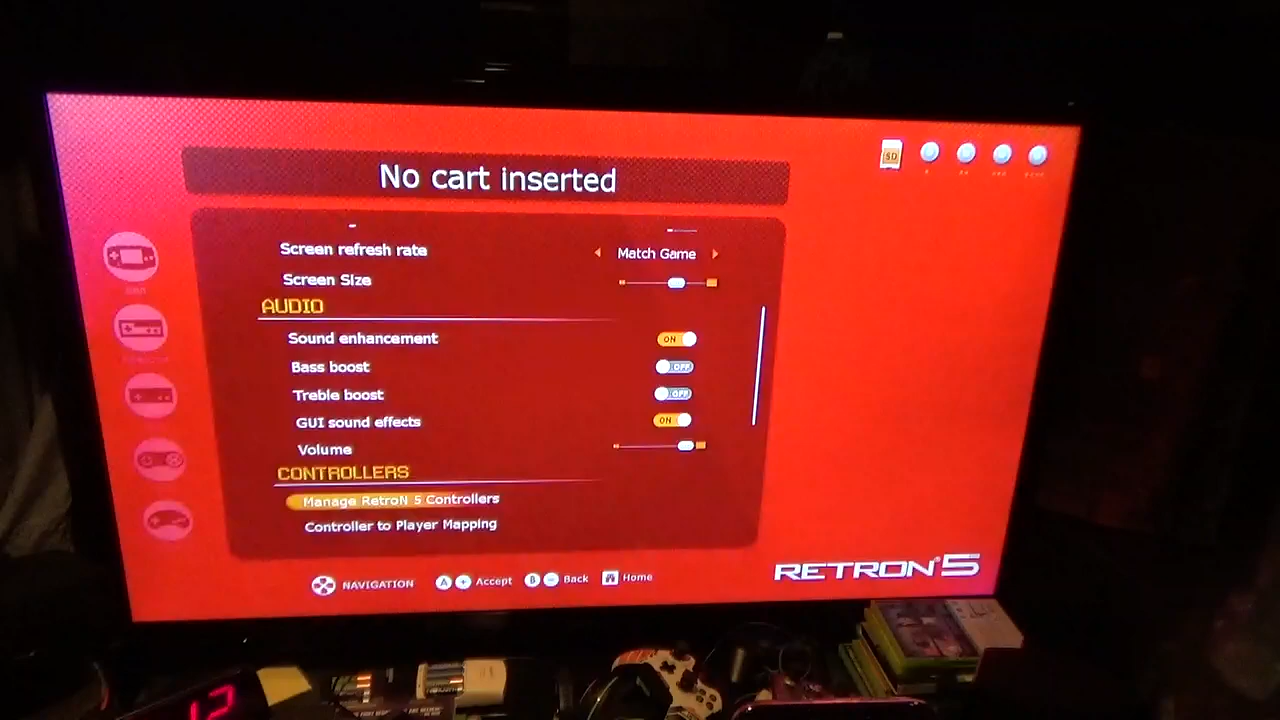 No cart inserted
SD
Screen refresh rate Match Game
Screen Size
AUDIO
Sound enhancement ON
Bass boost OFF
Treble boost OFF
GUI sound effects ON
Volume
CONTROLLERS
Manage RetroN 5 Controllers
Controller to Player Mapping
RETRON 5
NAVIGATION A + Accept B - Back Home
12